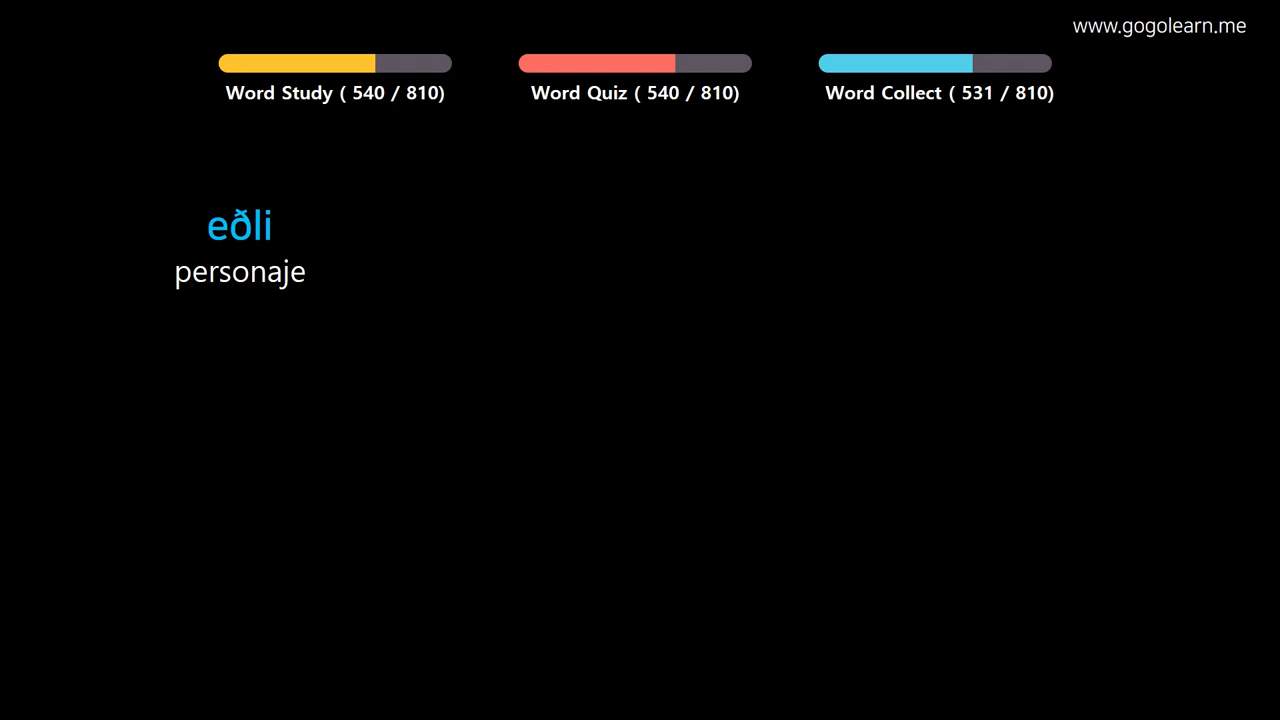 www.gogolearn.me
Word Study ( 540 / 810)
Word Quiz ( 540 / 810)
Word Collect ( 531 / 810)
eðli
personaje